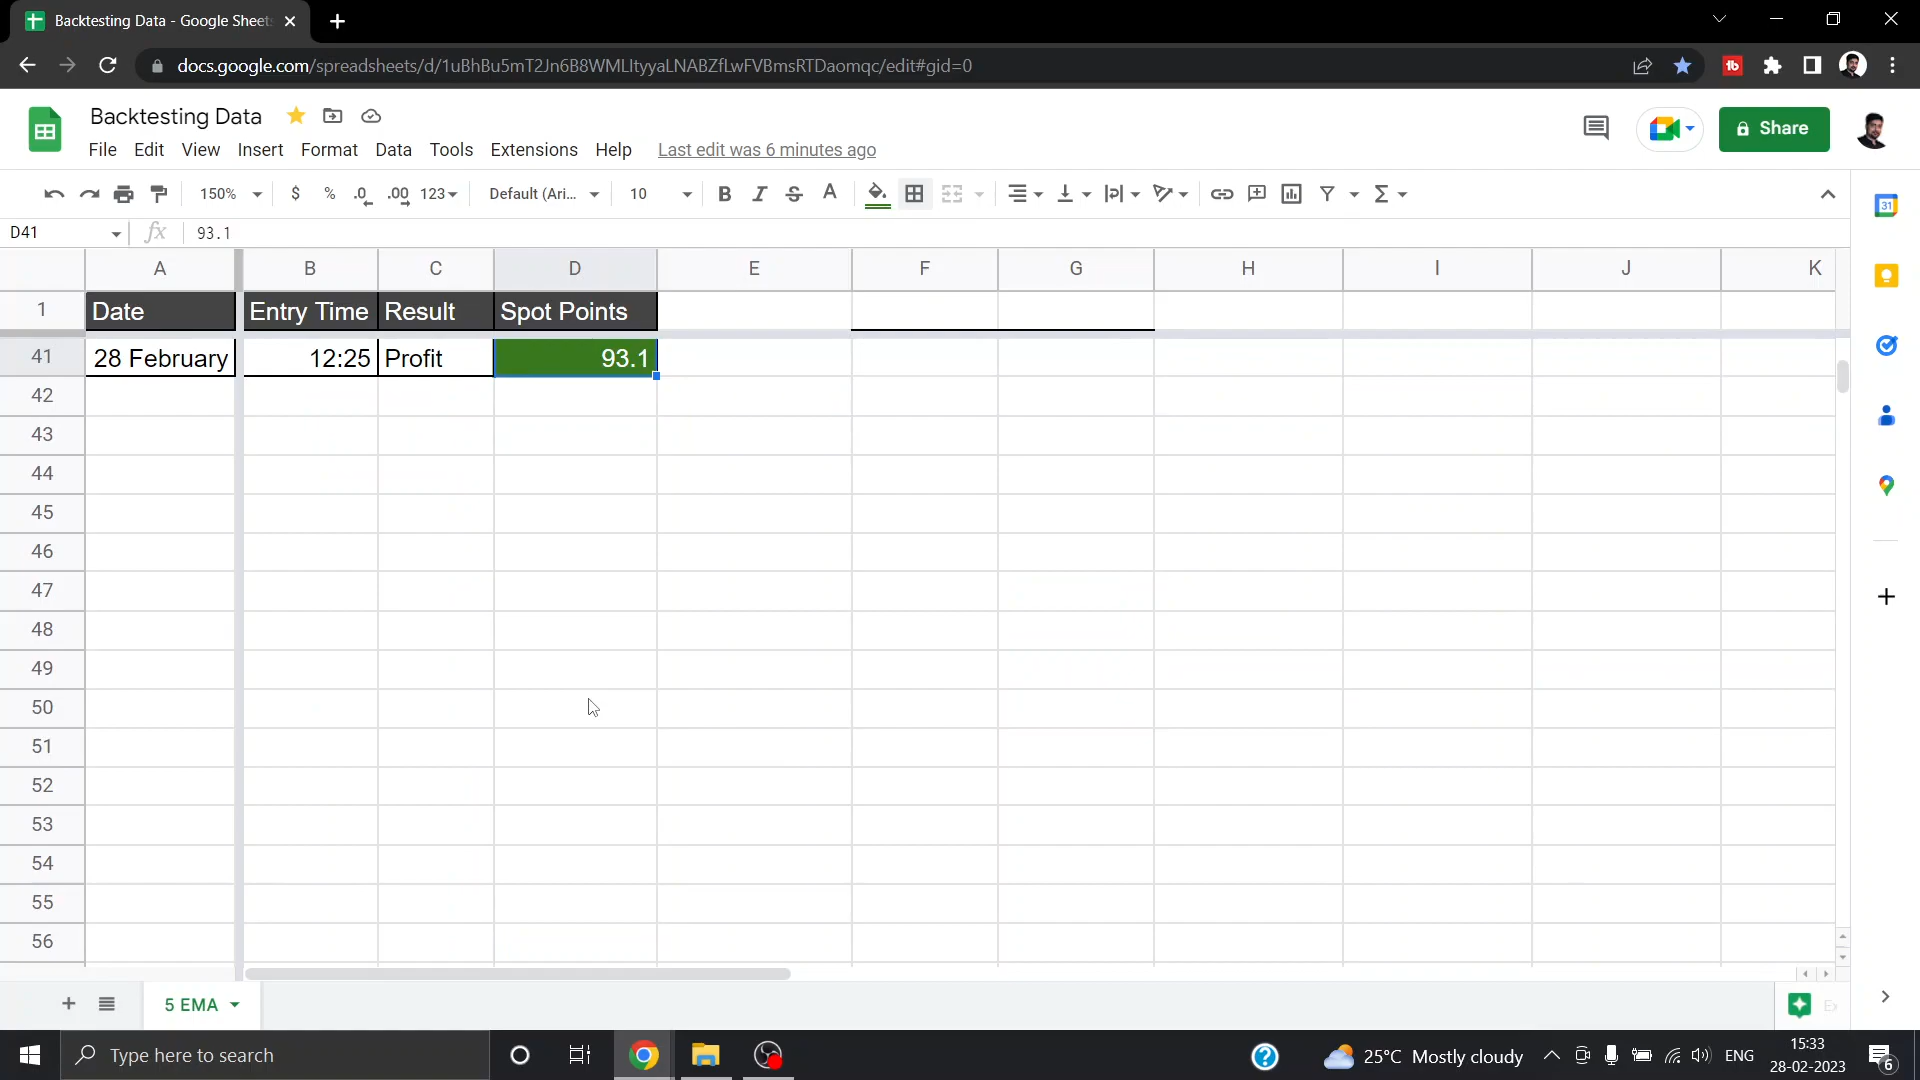 Backtesting Data - Google Sheets
docs.google.com/spreadsheets/d/1uBhBu5mT2Jn6B8WMLItyyaLNABZfLwFVBmsRTDaomqc/edit#gid=0
Backtesting Data
File Edit View Insert Format Data Tools Extensions Help Last edit was 6 minutes ago
Share
150% $ % .0 .00 123 Default (Ari... 10 B I S A
D41 fx 93.1
A B C D E F G H I J K
1 Date Entry Time Result Spot Points
41 28 February 12:25 Profit 93.1
42
43
44
45
46
47
48
49
50
51
52
53
54
55
56
5 EMA
Ex
Type here to search
25°C Mostly cloudy ENG
15:33
28-02-2023
6
31